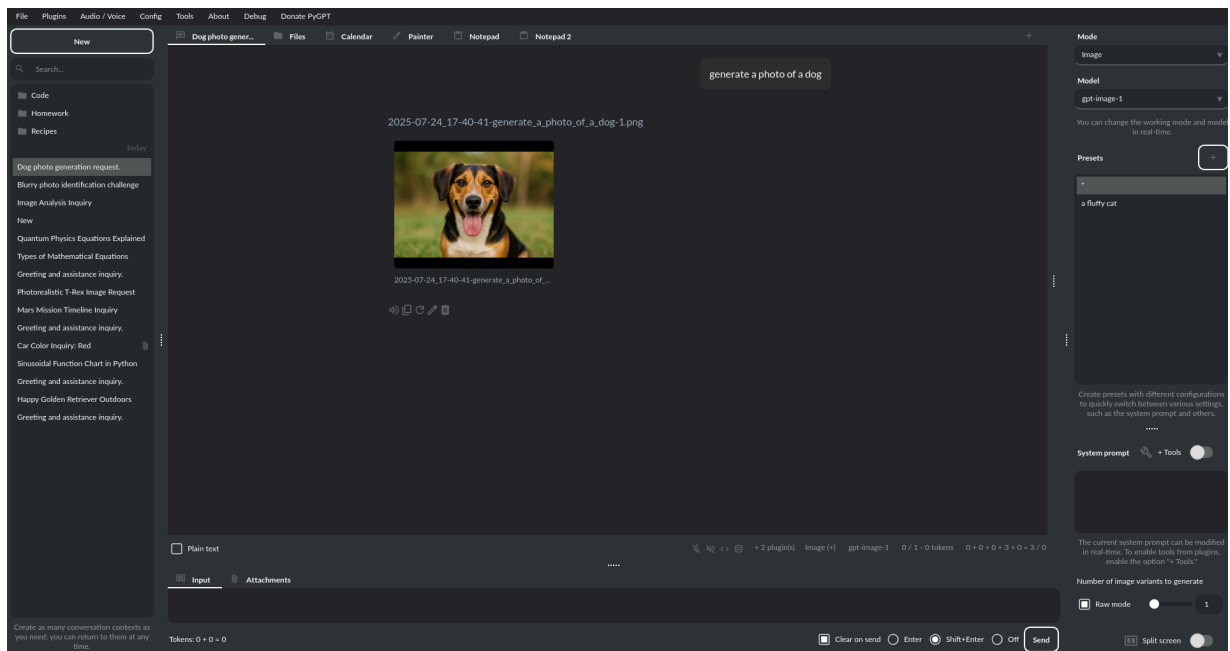 File Plugins Audio / Voice Config Tools About Debug Donate PyGPT
New
Search...
Code
Homework
Recipes
today
Dog photo generation request.
Blurry photo identification challenge
Image Analysis Inquiry
New
Quantum Physics Equations Explained
Types of Mathematical Equations
Greeting and assistance inquiry.
Photorealistic T-Rex Image Request
Mars Mission Timeline Inquiry
Greeting and assistance inquiry.
Car Color Inquiry: Red
Sinusoidal Function Chart in Python
Greeting and assistance inquiry.
Happy Golden Retriever Outdoors
Greeting and assistance inquiry.
Create as many conversation contexts as
you need; you can return to them at any
time.
Dog photo gener... Files Calendar Painter Notepad Notepad 2 +
generate a photo of a dog
2025-07-24_17-40-41-generate_a_photo_of_a_dog-1.png
2025-07-24_17-40-41-generate_a_photo_of_...
Plain text
+ 2 plugin(s) Image (+) gpt-image-1 0 / 1 - 0 tokens 0 + 0 + 0 + 3 + 0 = 3 / 0
Input Attachments
Tokens: 0 + 0 = 0
Clear on send Enter Shift+Enter Off Send
Mode
Image
Model
gpt-image-1
You can change the working mode and model
in real-time.
Presets +
*
a fluffy cat
Create presets with different configurations
to quickly switch between various settings,
such as the system prompt and others.
System prompt + Tools
The current system prompt can be modified
in real-time. To enable tools from plugins,
enable the option "+ Tools."
Number of image variants to generate
Raw mode 1
Split screen